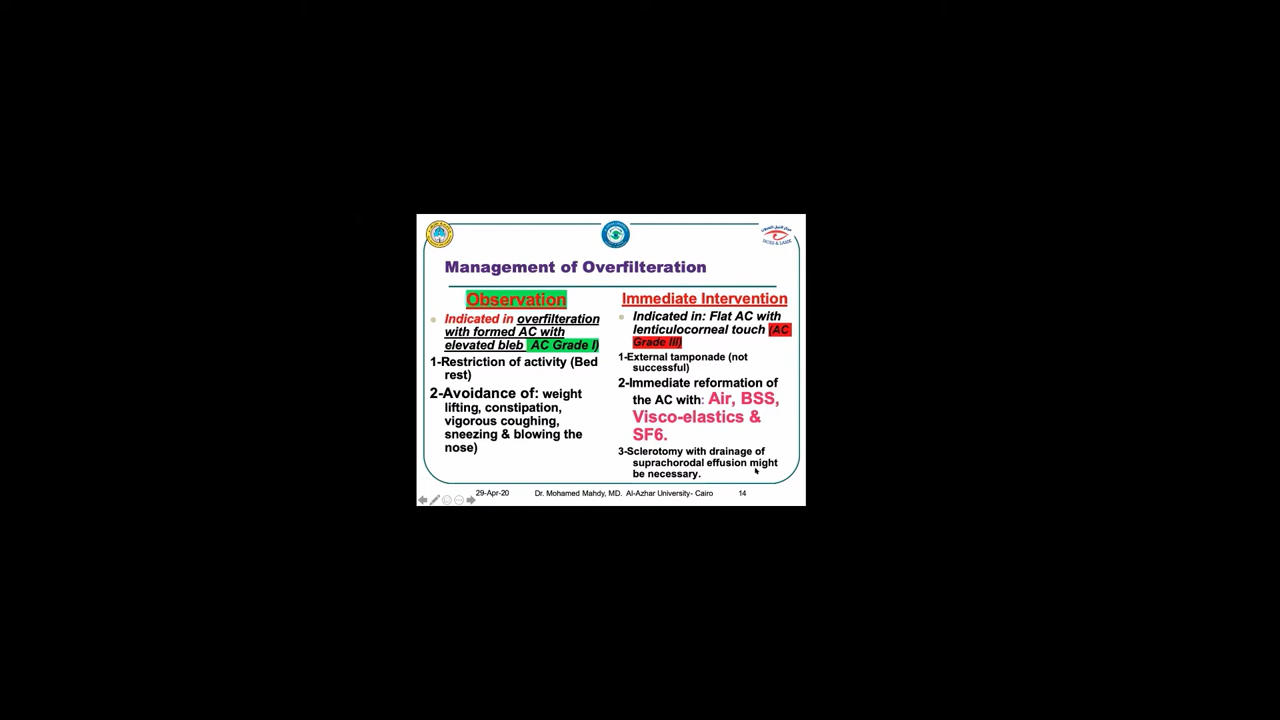 Management of Overfilteration
Observation
Indicated in overfilteration
with formed AC with
elevated bleb AC Grade I)
1-Restriction of activity (Bed
rest)
2-Avoidance of: weight
lifting, constipation,
vigorous coughing,
sneezing & blowing the
nose)
Immediate Intervention
Indicated in: Flat AC with
lenticulocorneal touch (AC
Grade III)
1-External tamponade (not
successful)
2-Immediate reformation of
the AC with: Air, BSS,
Visco-elastics &
SF6.
3-Sclerotomy with drainage of
suprachorodal effusion might
be necessary.
29-Apr-20 Dr. Mohamed Mahdy, MD. Al-Azhar University- Cairo 14